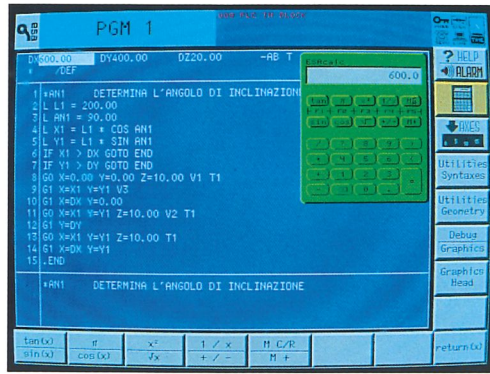 esa
PGM 1
? HELP
ALARM
AXES
Utilities
Syntaxes
Utilities
Geometry
Debug
Graphics
Graphics
Head
return(x)
DX600.00 DY400.00 DZ20.00 -AB T
/DEF
EsaCalc
600.0
1 *AN1 DETERMINA L'ANGOLO DI INCLINAZION
2 L L1 = 200.00
3 L AN1 = 90.00
4 L X1 = L1 * COS AN1
5 L Y1 = L1 * SIN AN1
6 IF X1 > DX GOTO END
7 IF Y1 > DY GOTO END
8 G0 X=0.00 Y=0.00 Z=10.00 V1 T1
9 G1 X=X1 Y=Y1 V3
10 G1 X=DX Y=0.00
11 G0 X=X1 Y=Y1 Z=10.00 V2 T1
12 G1 Y=DY
13 G0 X=X1 Y=Y1 Z=10.00 T1
14 G1 X=DX Y=Y1
15 .END
*AN1 DETERMINA L'ANGOLO DI INCLINAZIONE
tan(x) π x² 1 / x M C/R
sin(x) cos(x) √x + / - M +